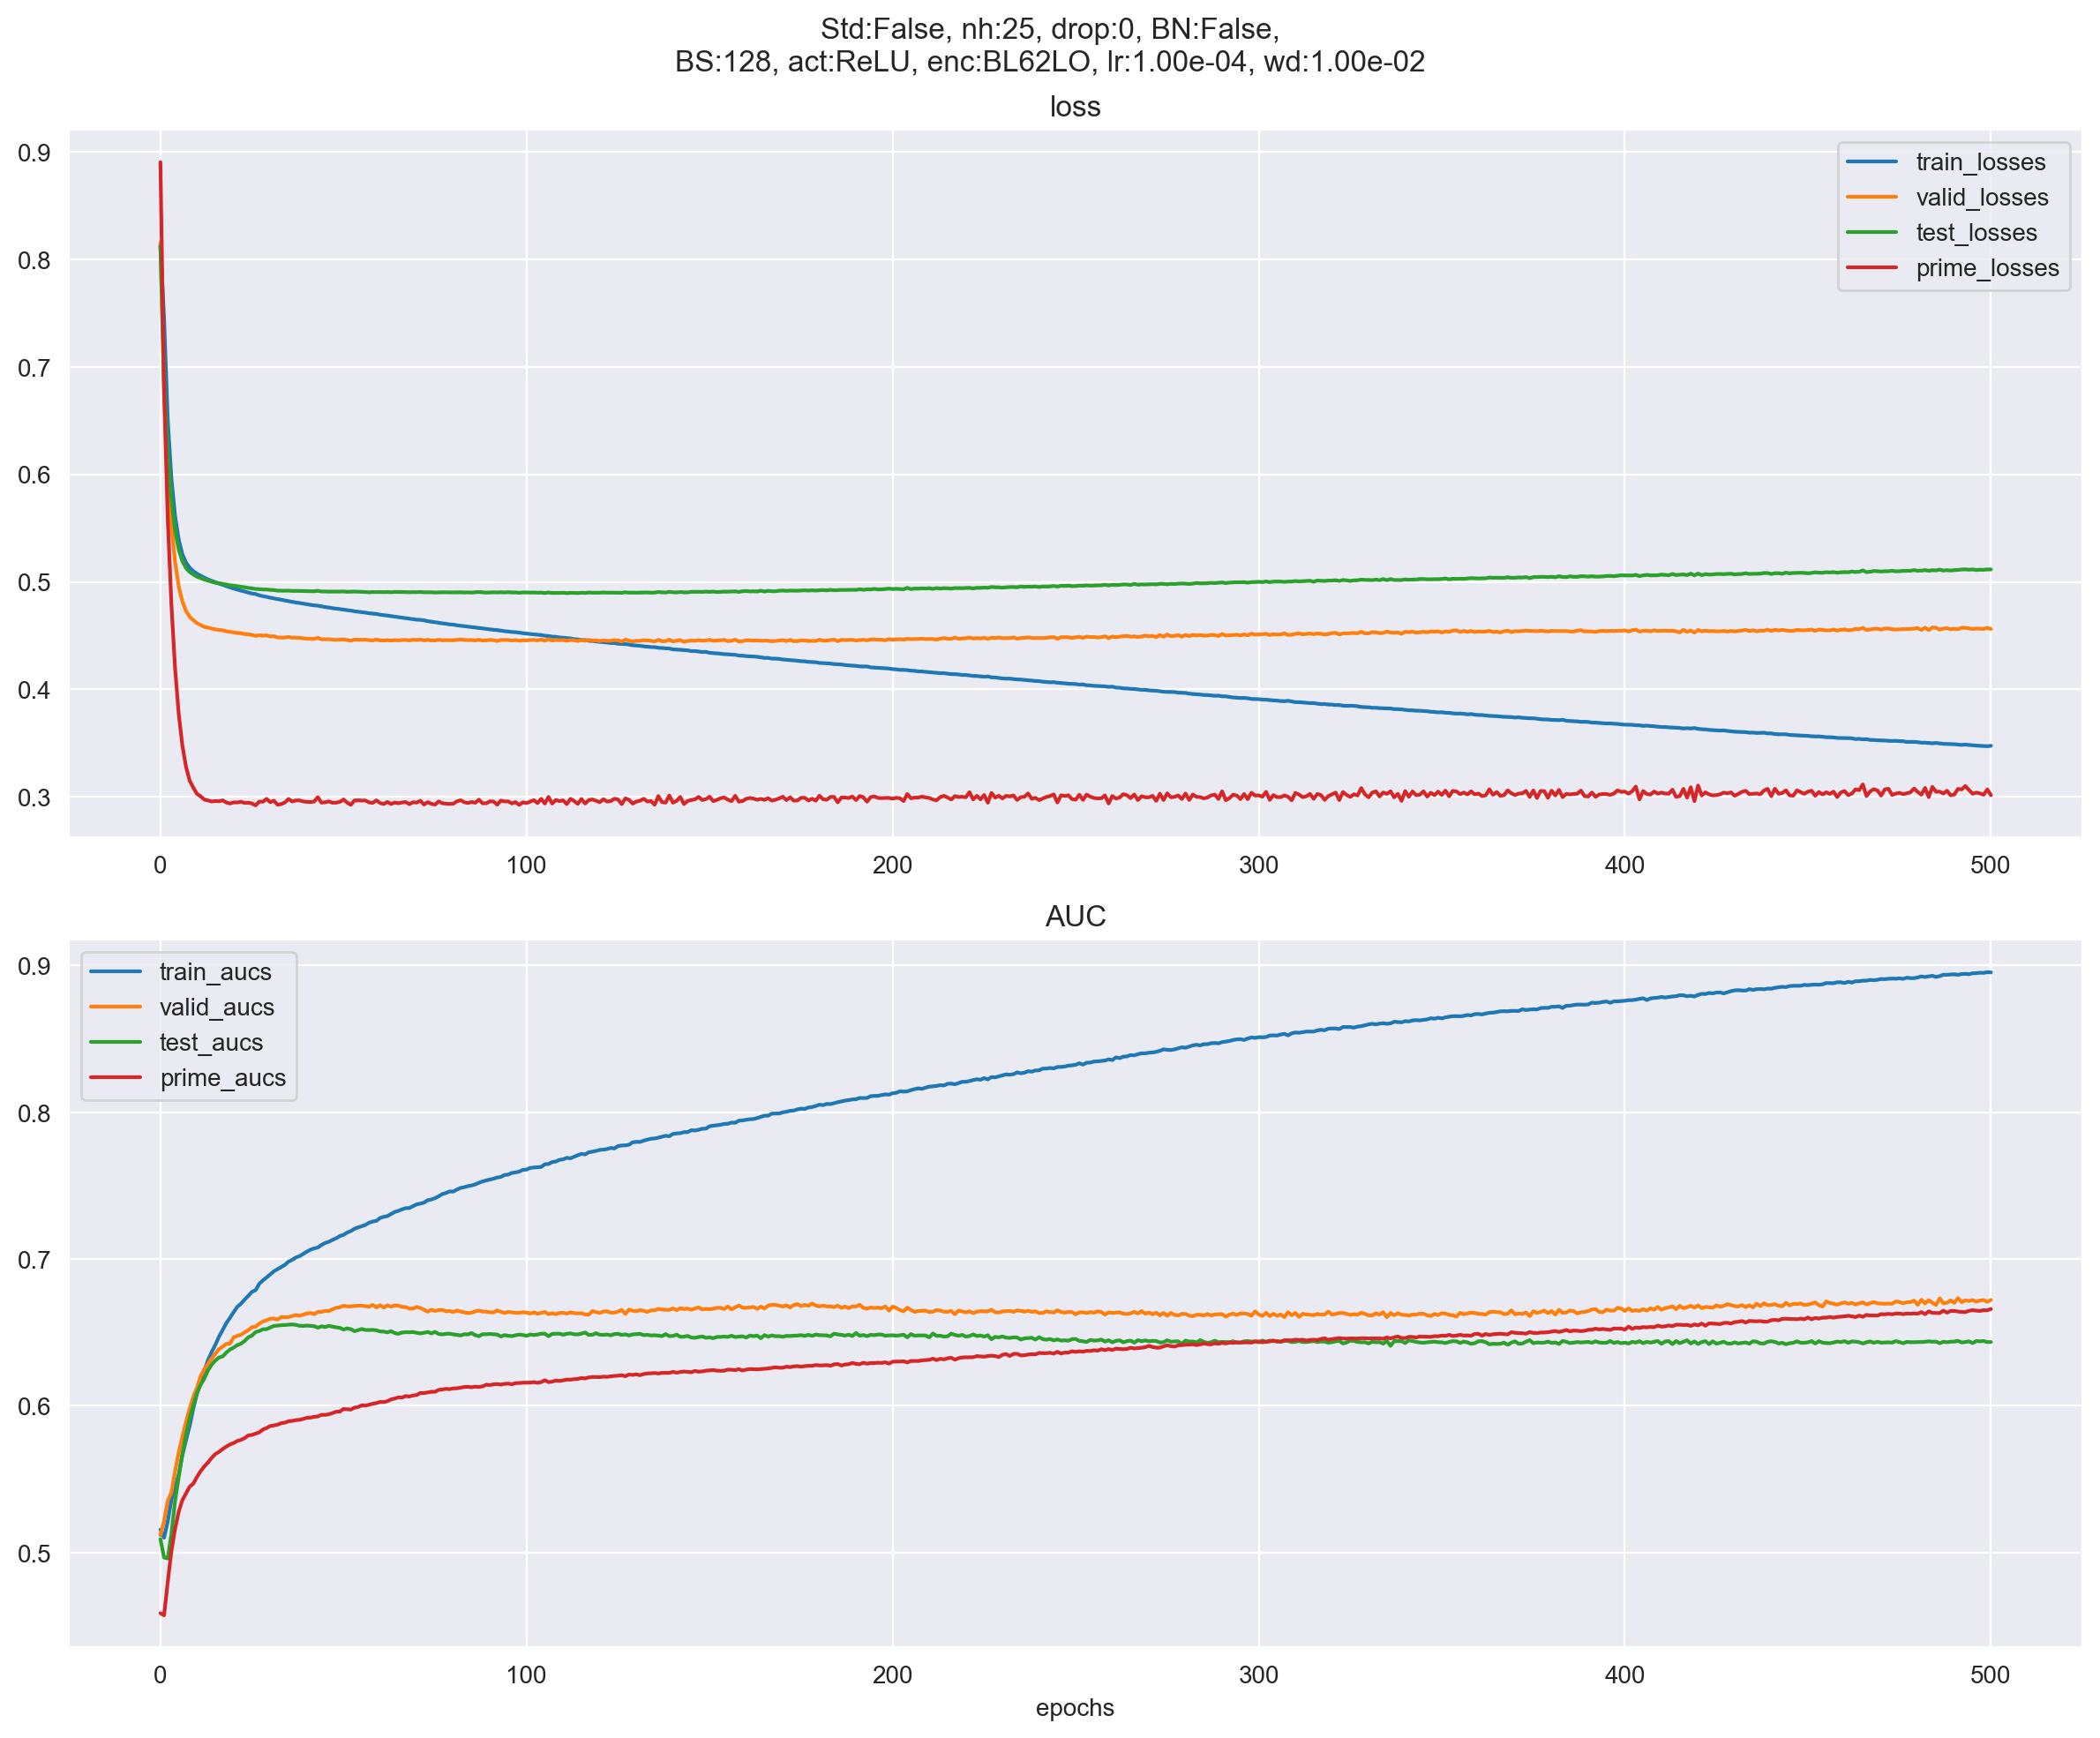 Std:False, nh:25, drop:0, BN:False,
BS:128, act:ReLU, enc:BL62LO, lr:1.00e-04, wd:1.00e-02
loss
0.9
0.8
0.7
0.6
0.5
0.4
0.3
train_losses
valid_losses
test_losses
prime_losses
0 100 200 300 400 500
AUC
0.9
0.8
0.7
0.6
0.5
train_aucs
valid_aucs
test_aucs
prime_aucs
0 100 200 300 400 500
epochs